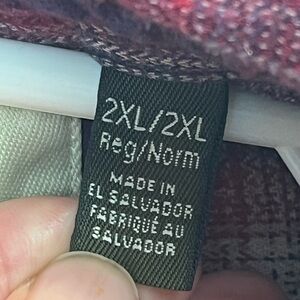 2XL/2XL
Reg/Norm
MADE IN
EL SALVADOR
FABRIQUÉ AU
SALVADOR